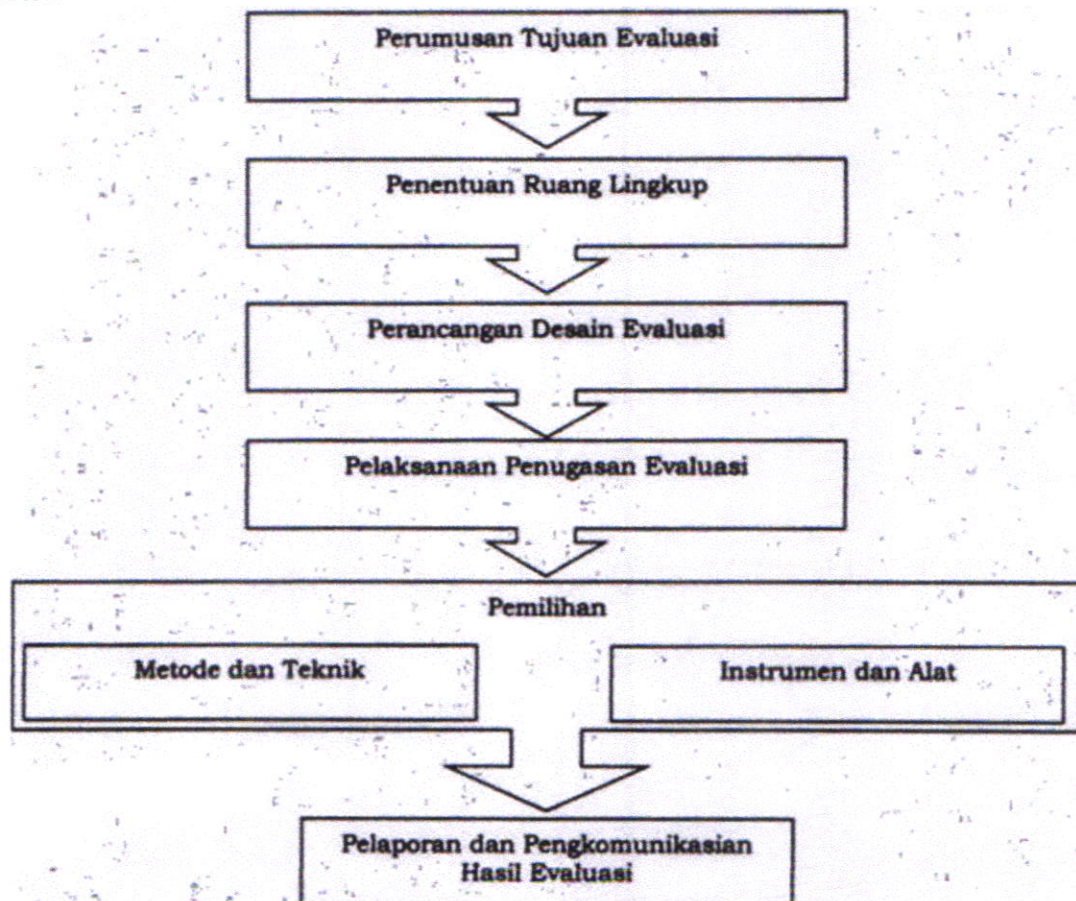 Perumusan Tujuan Evaluasi
Penentuan Ruang Lingkup
Perancangan Desain Evaluasi
Pelaksanaan Penugasan Evaluasi
Pemilihan
Metode dan Teknik
Instrumen dan Alat
Pelaporan dan Pengkomunikasian
Hasil Evaluasi